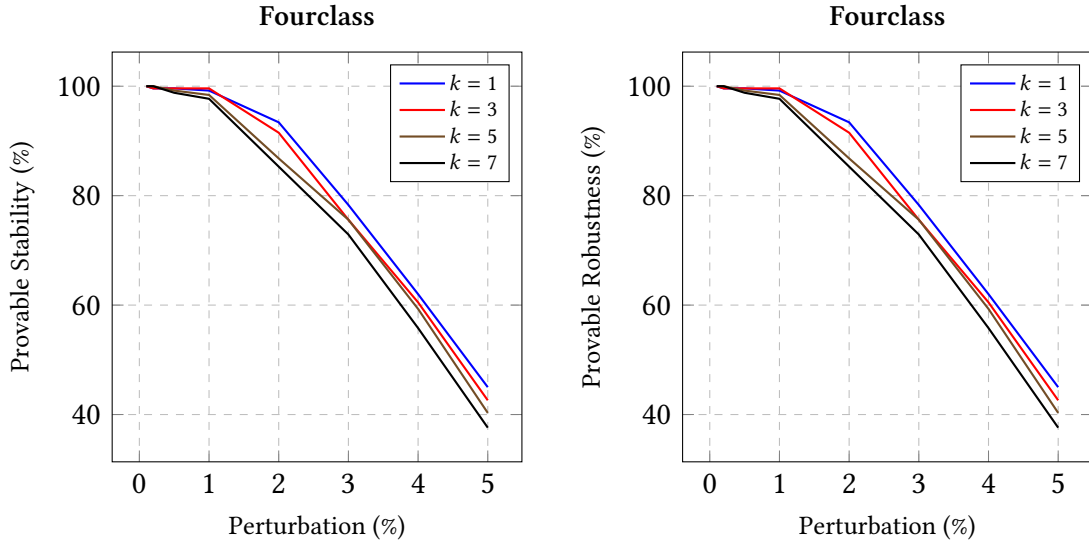 Fourclass
100
80
60
40
0 1 2 3 4 5
Perturbation (%)
Provable Stability (%)
k = 1
k = 3
k = 5
k = 7
Fourclass
100
80
60
40
0 1 2 3 4 5
Perturbation (%)
Provable Robustness (%)
k = 1
k = 3
k = 5
k = 7